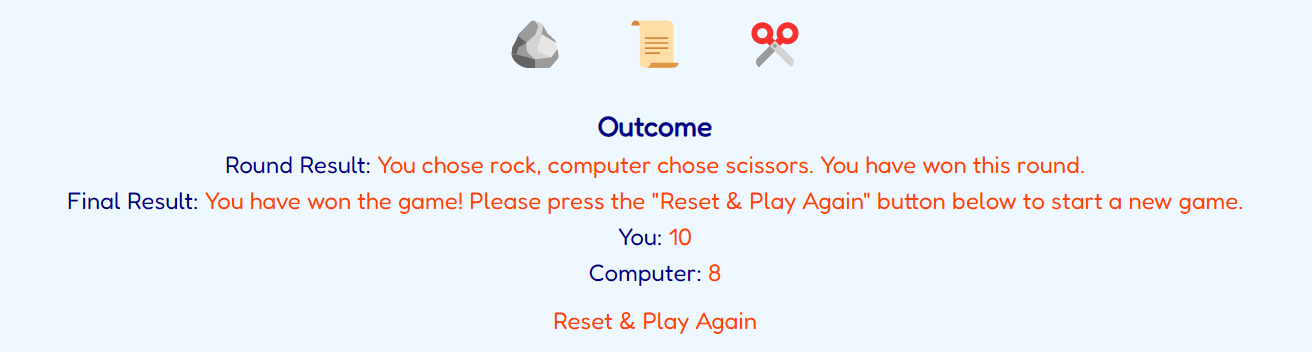 Outcome
Round Result: You chose rock, computer chose scissors. You have won this round.
Final Result: You have won the game! Please press the "Reset & Play Again" button below to start a new game.
You: 10
Computer: 8
Reset & Play Again